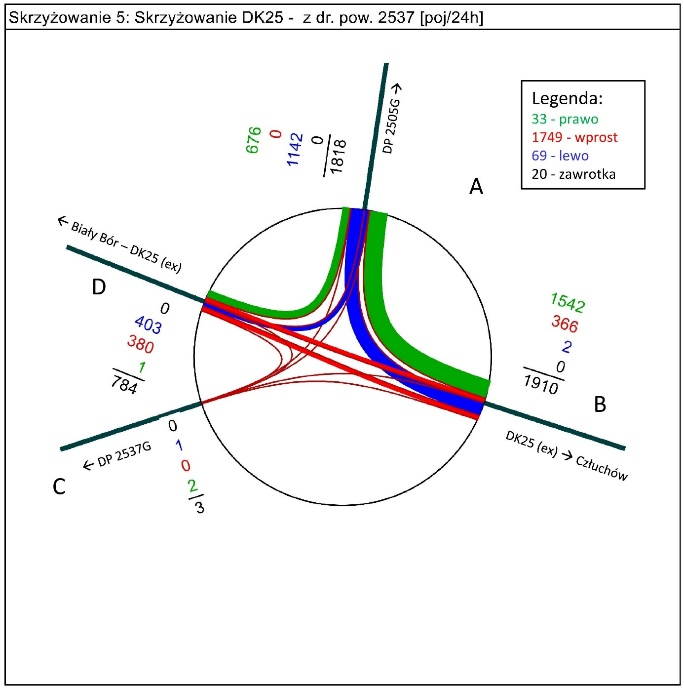 Skrzyżowanie 5: Skrzyżowanie DK25 - z dr. pow. 2537 [poj/24h]
Legenda:
33 - prawo
1749 - wprost
69 - lewo
20 - zawrotka
DP 2505G →
676
0
1142
0
1818
A
← Biały Bór – DK25 (ex)
D
0
403
380
1
784
1542
366
2
0
1910
B
DK25 (ex) → Człuchów
← DP 2537G
C
0
1
0
2
3